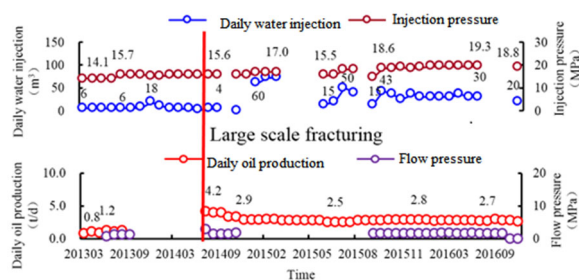 Daily water injection Injection pressure
Daily water injection (m³)
150
100
50
0
14.1 15.7 15.6 17.0 15.5 18.6 19.3 18.8
6 6 18 4 60 15 50 15 43 30 20
30
20
10
0
Injection pressure (MPa)
Large scale fracturing
Daily oil production Flow pressure
Daily oil production (t/d)
10.0
5.0
0.0
0.8 1.2 4.2 2.9 2.5 2.8 2.7
20
10
0
Flow pressure (MPa)
201303 201309 201403 201409 201502 201505 201508 201511 201603 201609
Time